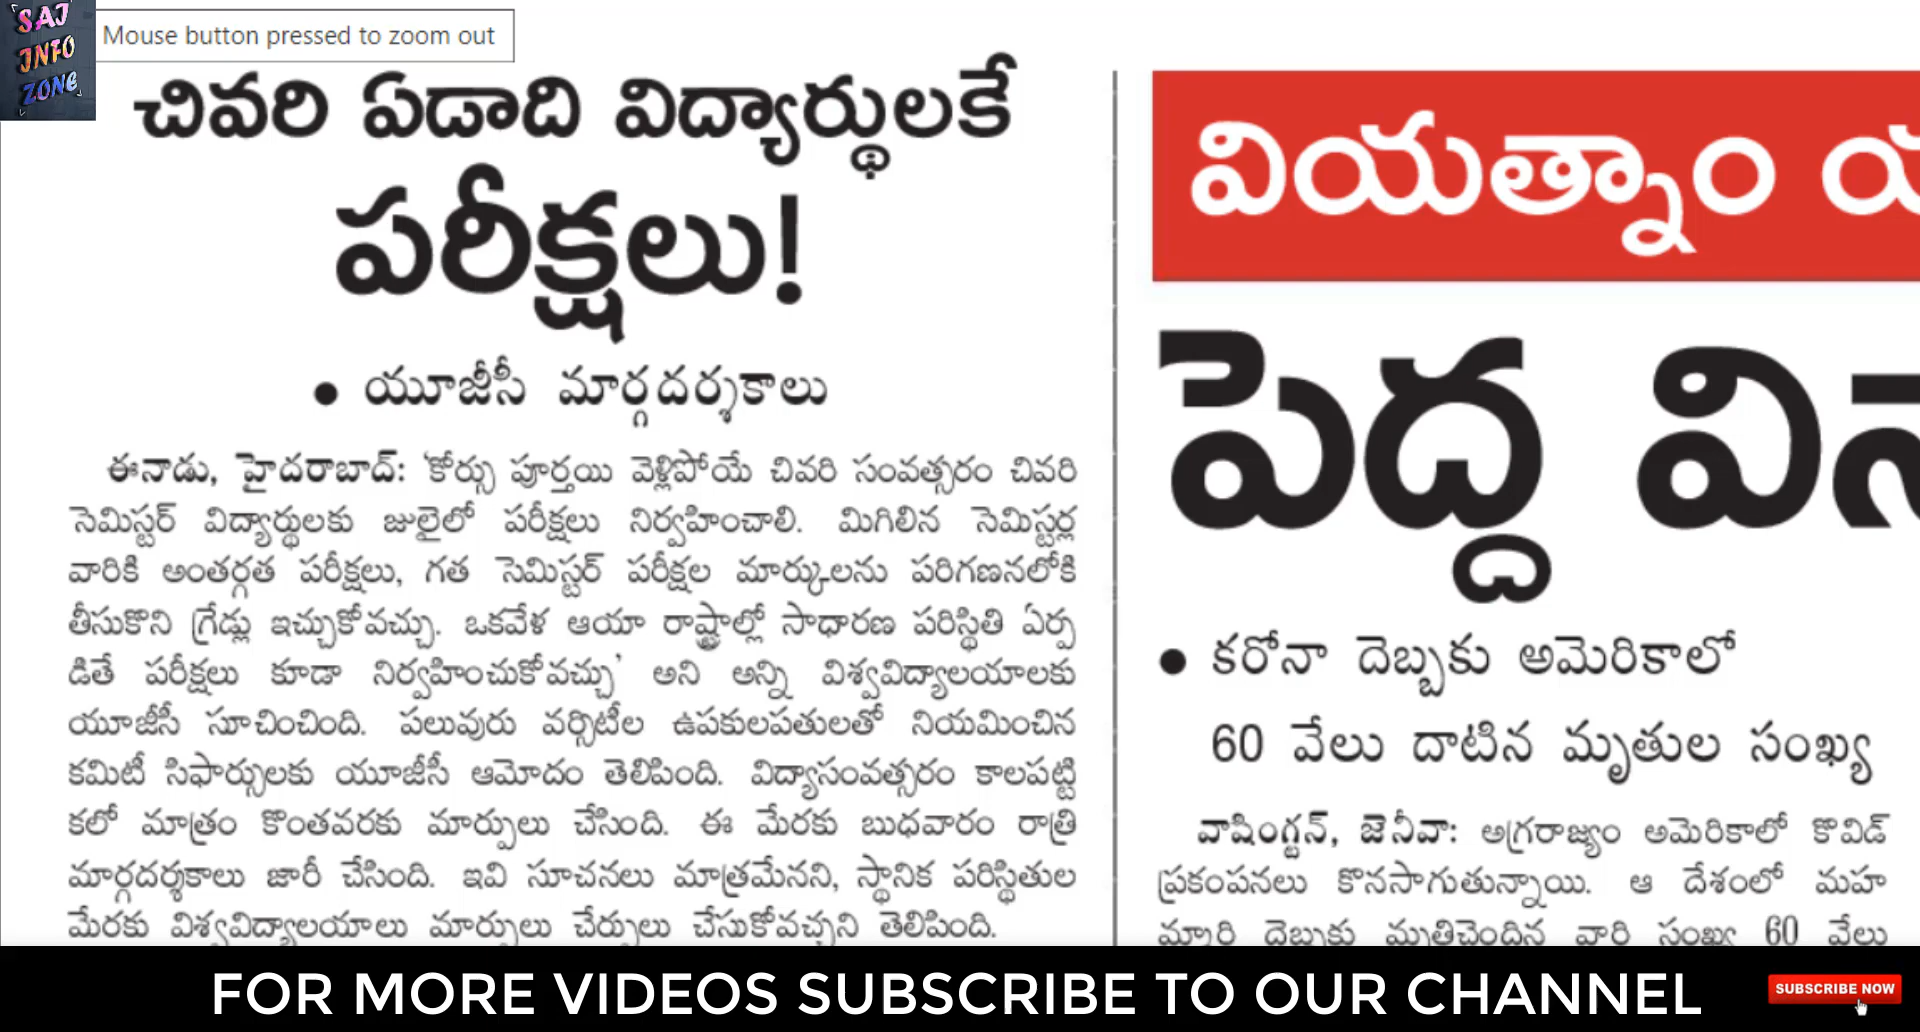 SAJ
INFO
ZONE
Mouse button pressed to zoom out
చివరి ఏడాది విద్యార్థులకే
పరీక్షలు!
• యూజీసీ మార్గదర్శకాలు
ఈనాడు, హైదరాబాద్: ‘కోర్సు పూర్తయి వెళ్లిపోయే చివరి సంవత్సరం చివరి
సెమిస్టర్ విద్యార్థులకు జులైలో పరీక్షలు నిర్వహించాలి. మిగిలిన సెమిస్టర్ల
వారికి అంతర్గత పరీక్షలు, గత సెమిస్టర్ పరీక్షల మార్కులను పరిగణనలోకి
తీసుకొని గ్రేడ్లు ఇచ్చుకోవచ్చు. ఒకవేళ ఆయా రాష్ట్రాల్లో సాధారణ పరిస్థితి ఏర్ప
డితే పరీక్షలు కూడా నిర్వహించుకోవచ్చు’ అని అన్ని విశ్వవిద్యాలయాలకు
యూజీసీ సూచించింది. పలువురు వర్సిటీల ఉపకులపతులతో నియమించిన
కమిటీ సిఫార్సులకు యూజీసీ ఆమోదం తెలిపింది. విద్యాసంవత్సరం కాలపట్టి
కలో మాత్రం కొంతవరకు మార్పులు చేసింది. ఈ మేరకు బుధవారం రాత్రి
మార్గదర్శకాలు జారీ చేసింది. ఇవి సూచనలు మాత్రమేనని, స్థానిక పరిస్థితుల
మేరకు విశ్వవిద్యాలయాలు మార్పులు చేర్పులు చేసుకోవచ్చని తెలిపింది.
వియత్నాం
పెద్ద
• కరోనా దెబ్బకు అమెరికాలో
60 వేలు దాటిన మృతుల సంఖ్య
వాషింగ్టన్, జెనీవా: అగ్రరాజ్యం అమెరికాలో కొవిడ్
ప్రకంపనలు కొనసాగుతున్నాయి. ఆ దేశంలో మహ
మ్మారి దెబ్బకు మృతిచెందిన వారి సంఖ్య 60 వేలు
FOR MORE VIDEOS SUBSCRIBE TO OUR CHANNEL
SUBSCRIBE NOW